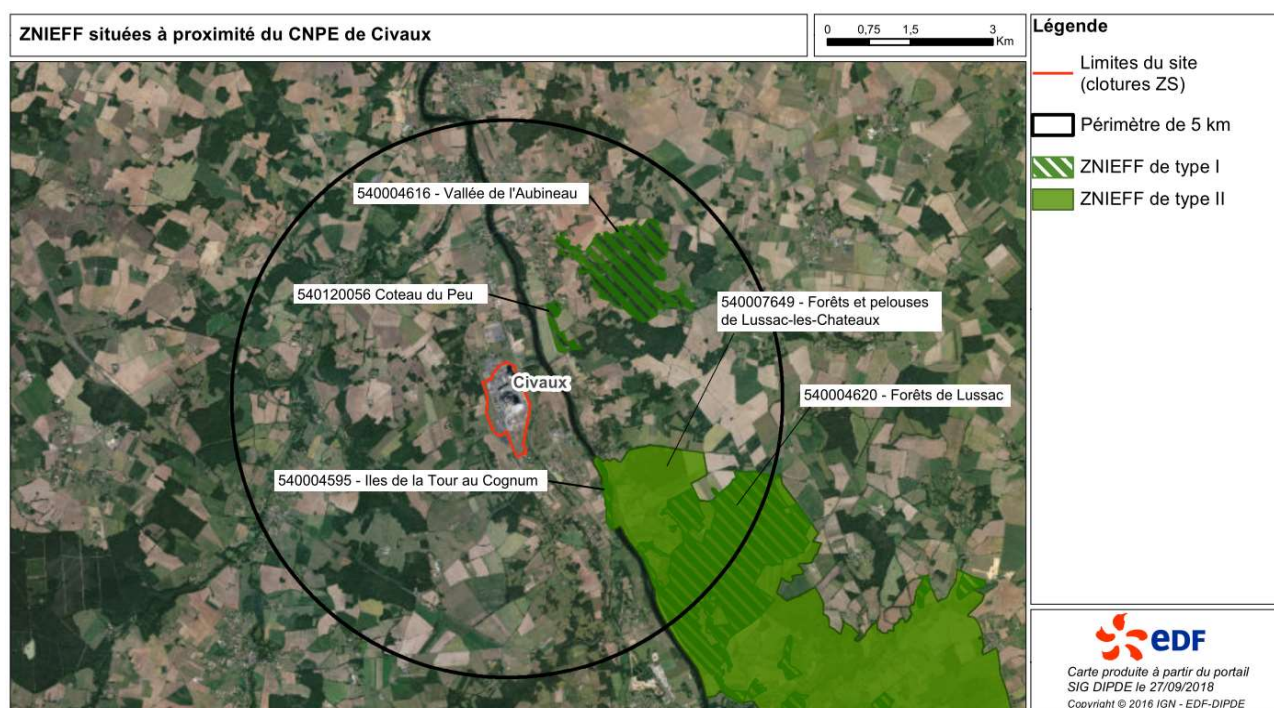 ZNIEFF situées à proximité du CNPE de Civaux
0 0,75 1,5 3
Km
Légende
Limites du site
(clotures ZS)
Périmètre de 5 km
ZNIEFF de type I
ZNIEFF de type II
540004616 - Vallée de l'Aubineau
540120056 Coteau du Peu
540007649 - Forêts et pelouses
de Lussac-les-Chateaux
Civaux
540004620 - Forêts de Lussac
540004595 - Iles de la Tour au Cognum
eDF
Carte produite à partir du portail
SIG DIPDE le 27/09/2018
Copyright © 2016 IGN - EDF-DIPDE